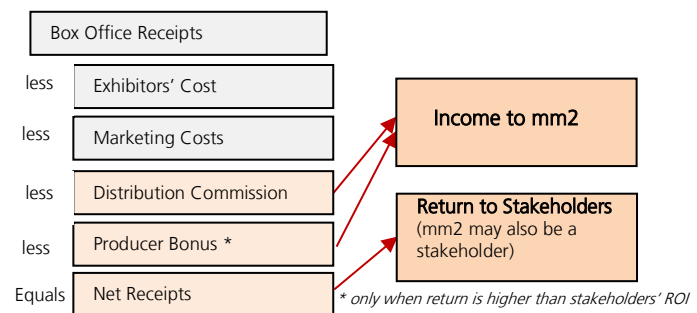 Box Office Receipts
less Exhibitors' Cost
less Marketing Costs
less Distribution Commission
less Producer Bonus *
Equals Net Receipts
Income to mm2
Return to Stakeholders
(mm2 may also be a
stakeholder)
* only when return is higher than stakeholders' ROI